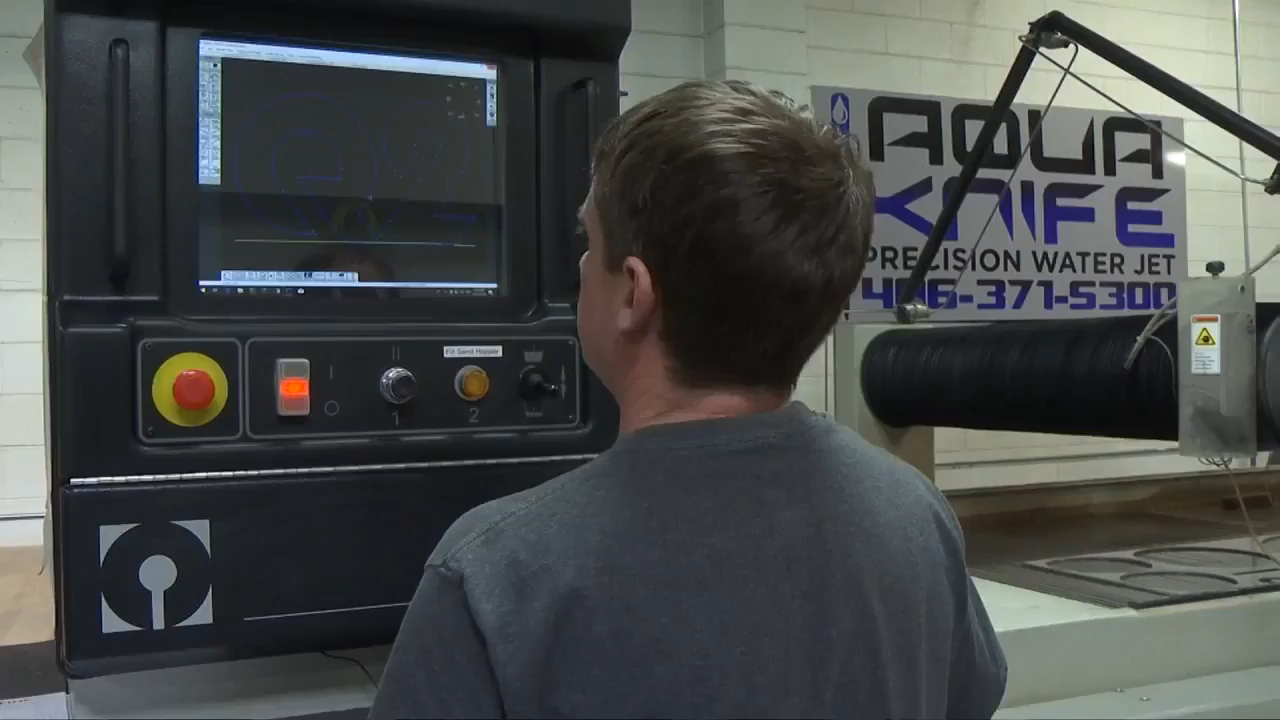 AQUA
KNIFE
PRECISION WATER JET
406-371-5300
Fill Sand Hopper
1
2